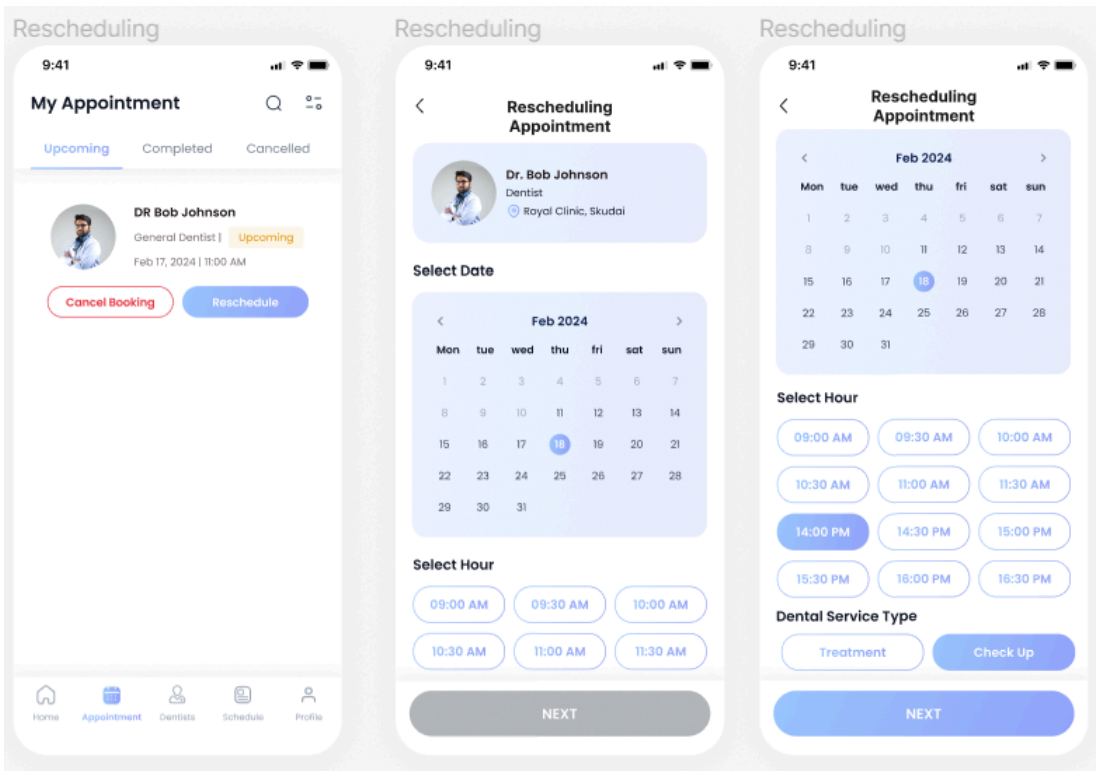 Rescheduling
9:41
My Appointment
Upcoming Completed Cancelled
DR Bob Johnson
General Dentist | Upcoming
Feb 17, 2024 | 11:00 AM
Cancel Booking Reschedule
Home Appointment Dentists Schedule Profile
Rescheduling
9:41
Rescheduling
Appointment
Dr. Bob Johnson
Dentist
Royal Clinic, Skudai
Select Date
Feb 2024
Mon tue wed thu fri sat sun
1 2 3 4 5 6 7
8 9 10 11 12 13 14
15 16 17 18 19 20 21
22 23 24 25 26 27 28
29 30 31
Select Hour
09:00 AM 09:30 AM 10:00 AM
10:30 AM 11:00 AM 11:30 AM
NEXT
Rescheduling
9:41
Rescheduling
Appointment
Feb 2024
Mon tue wed thu fri sat sun
1 2 3 4 5 6 7
8 9 10 11 12 13 14
15 16 17 18 19 20 21
22 23 24 25 26 27 28
29 30 31
Select Hour
09:00 AM 09:30 AM 10:00 AM
10:30 AM 11:00 AM 11:30 AM
14:00 PM 14:30 PM 15:00 PM
15:30 PM 16:00 PM 16:30 PM
Dental Service Type
Treatment Check Up
NEXT